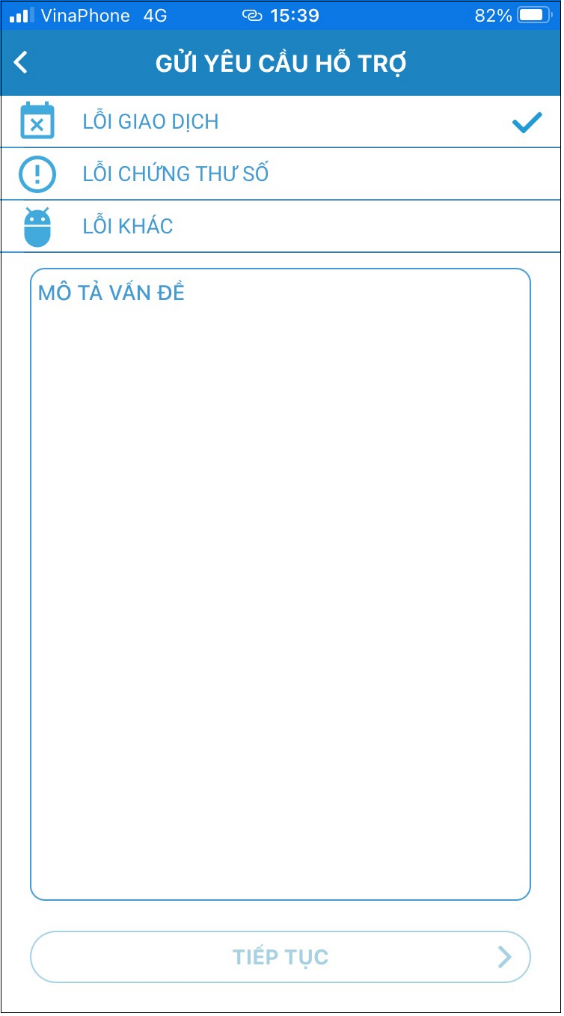 VinaPhone 4G 15:39 82%
GỬI YÊU CẦU HỖ TRỢ
LỖI GIAO DỊCH
LỖI CHỨNG THƯ SỐ
LỖI KHÁC
MÔ TẢ VẤN ĐỀ
TIẾP TỤC